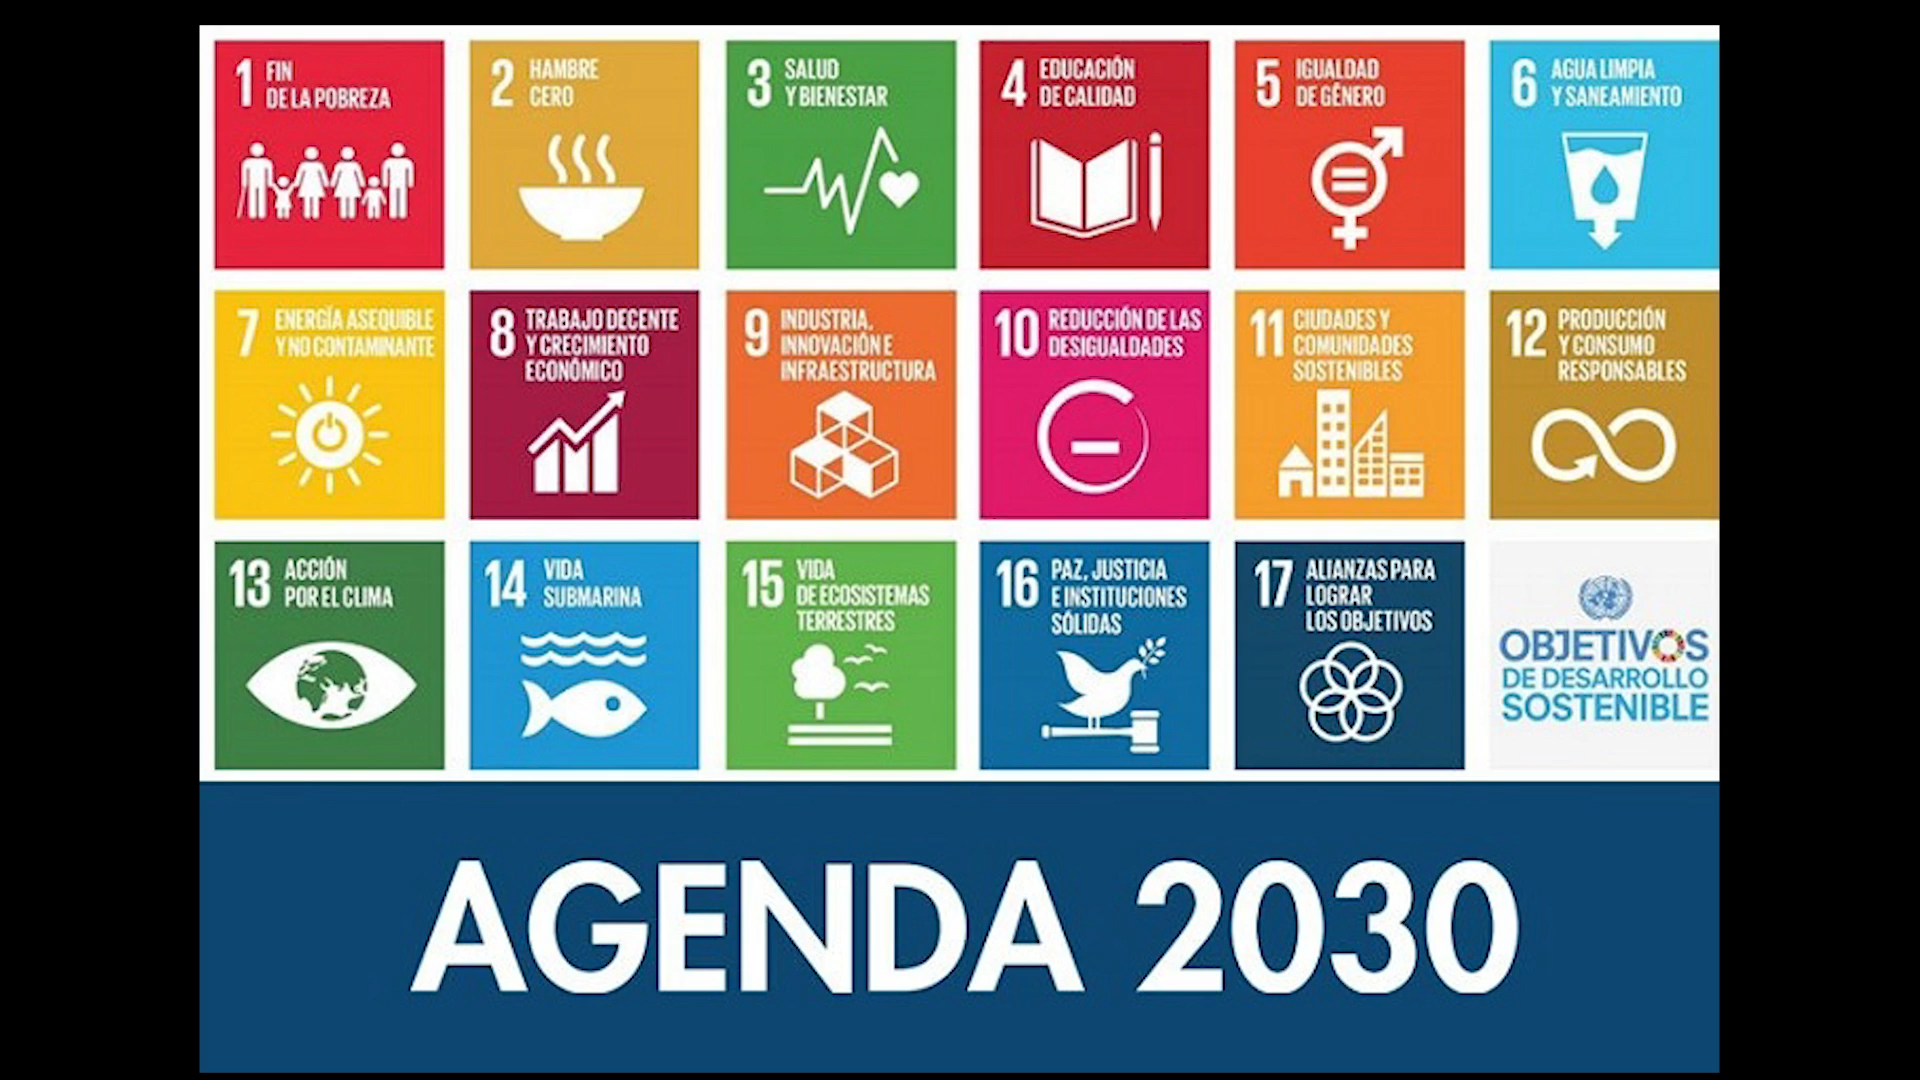 1 FIN
DE LA POBREZA
2 HAMBRE
CERO
3 SALUD
Y BIENESTAR
4 EDUCACIÓN
DE CALIDAD
5 IGUALDAD
DE GÉNERO
6 AGUA LIMPIA
Y SANEAMIENTO
7 ENERGÍA ASEQUIBLE
Y NO CONTAMINANTE
8 TRABAJO DECENTE
Y CRECIMIENTO
ECONÓMICO
9 INDUSTRIA,
INNOVACIÓN E
INFRAESTRUCTURA
10 REDUCCIÓN DE LAS
DESIGUALDADES
11 CIUDADES Y
COMUNIDADES
SOSTENIBLES
12 PRODUCCIÓN
Y CONSUMO
RESPONSABLES
13 ACCIÓN
POR EL CLIMA
14 VIDA
SUBMARINA
15 VIDA
DE ECOSISTEMAS
TERRESTRES
16 PAZ, JUSTICIA
E INSTITUCIONES
SÓLIDAS
17 ALIANZAS PARA
LOGRAR
LOS OBJETIVOS
OBJETIVOS
DE DESARROLLO
SOSTENIBLE
AGENDA 2030